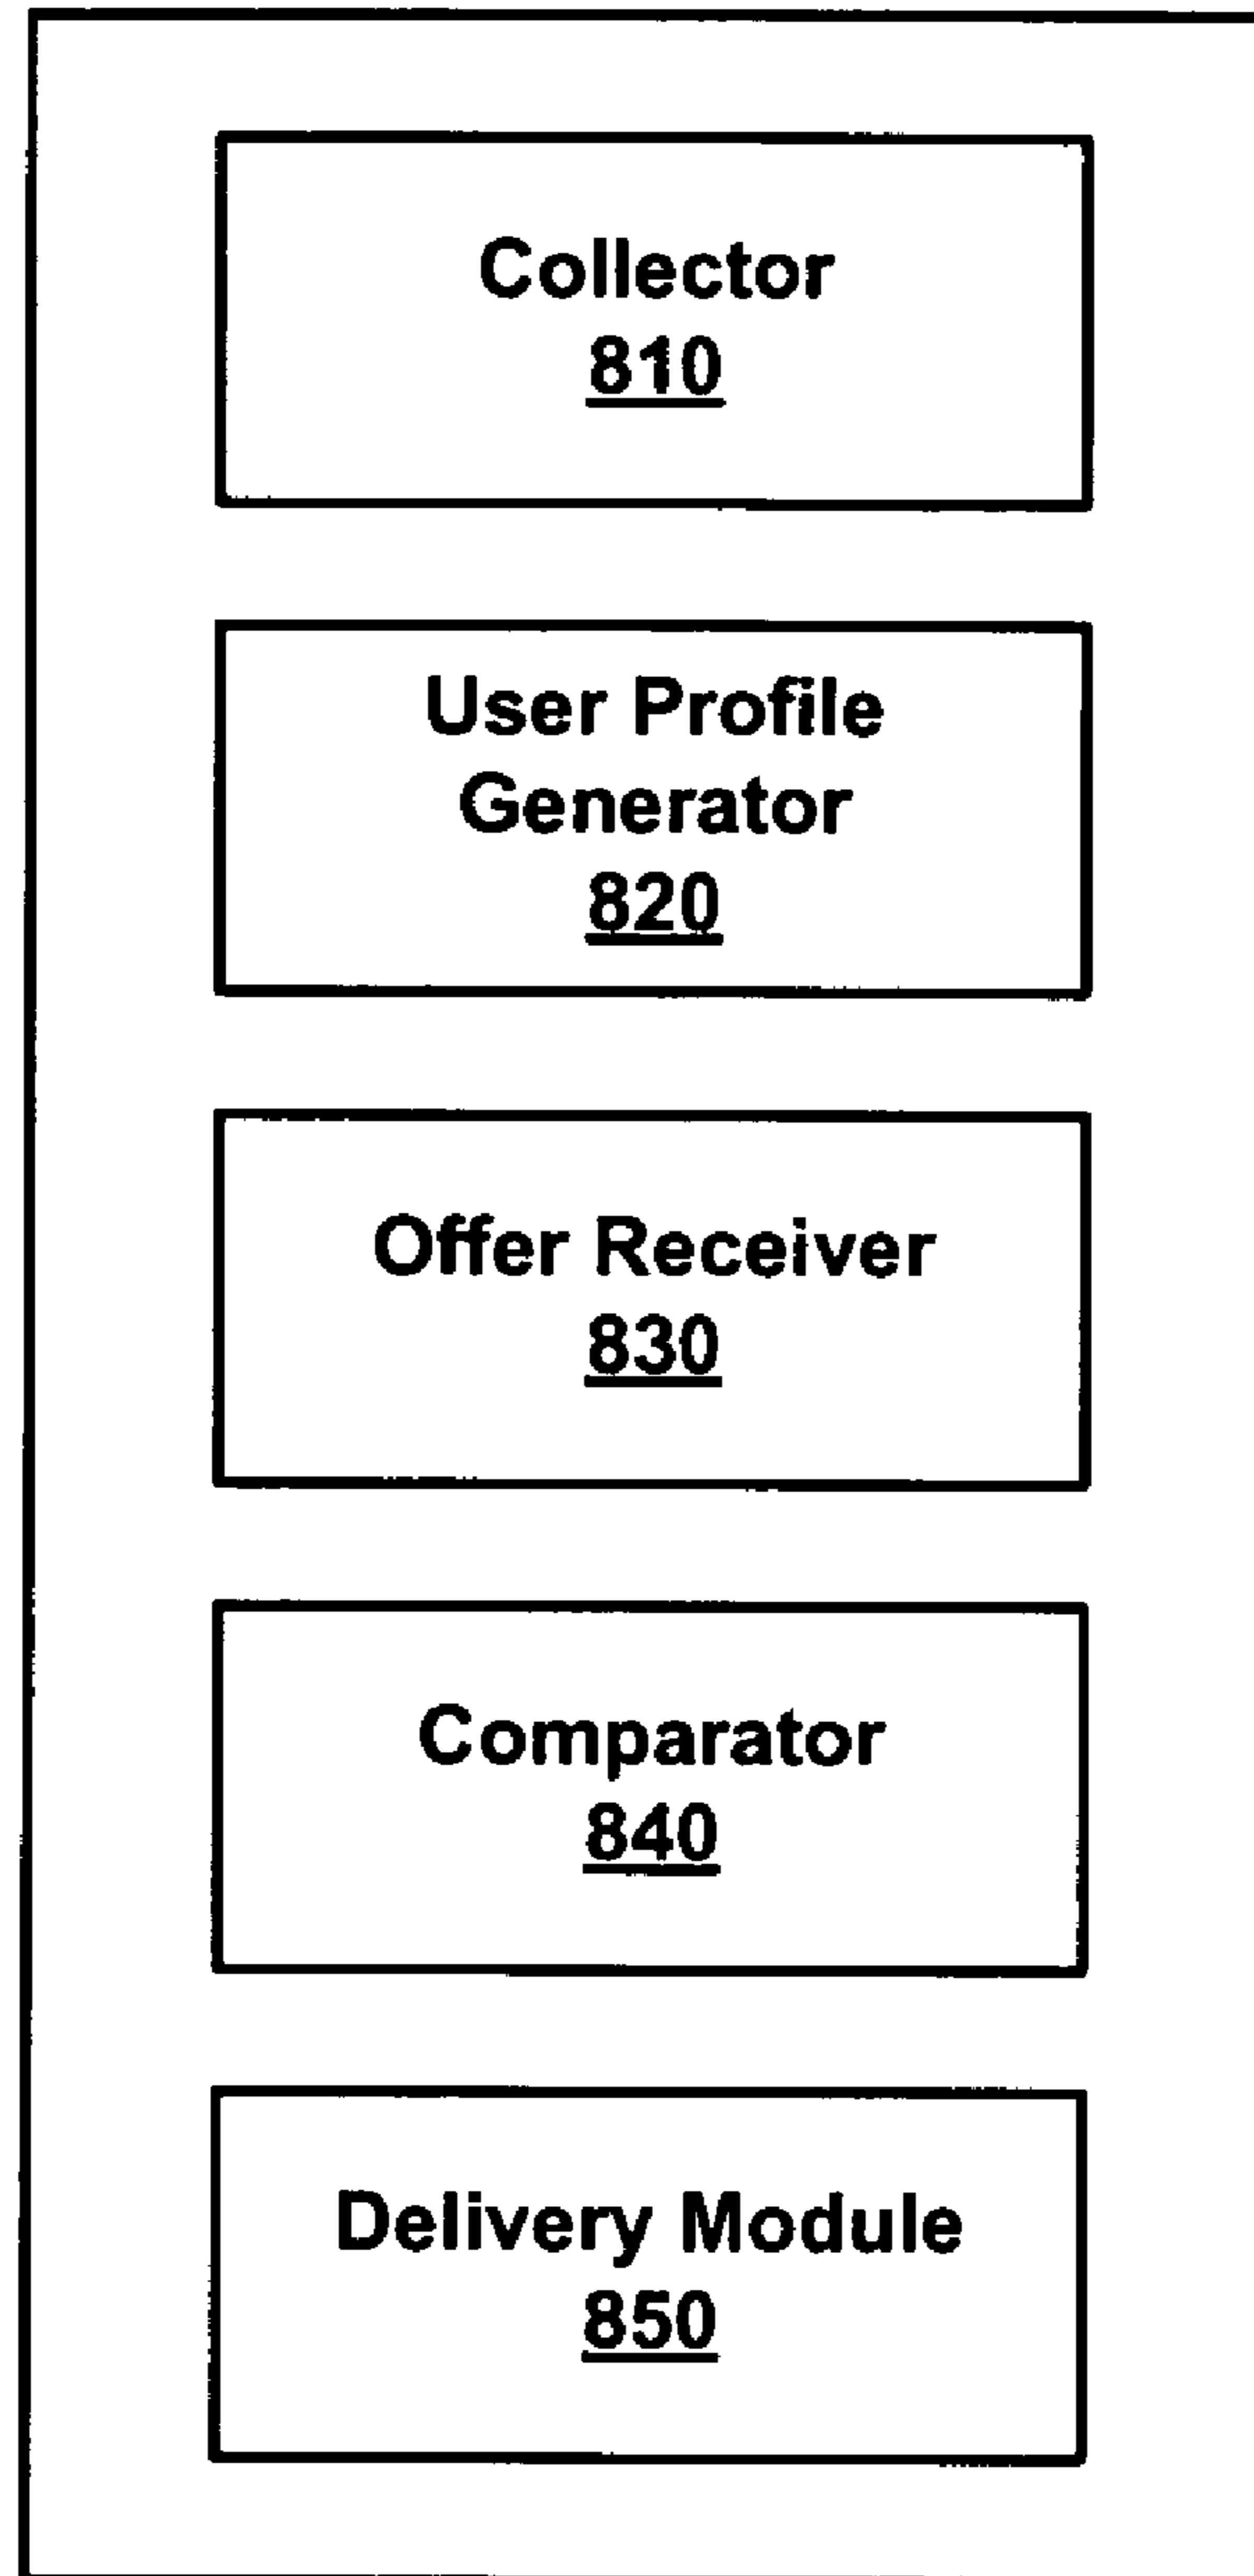 Collector
810
User Profile
Generator
820
Offer Receiver
830
Comparator
840
Delivery Module
850